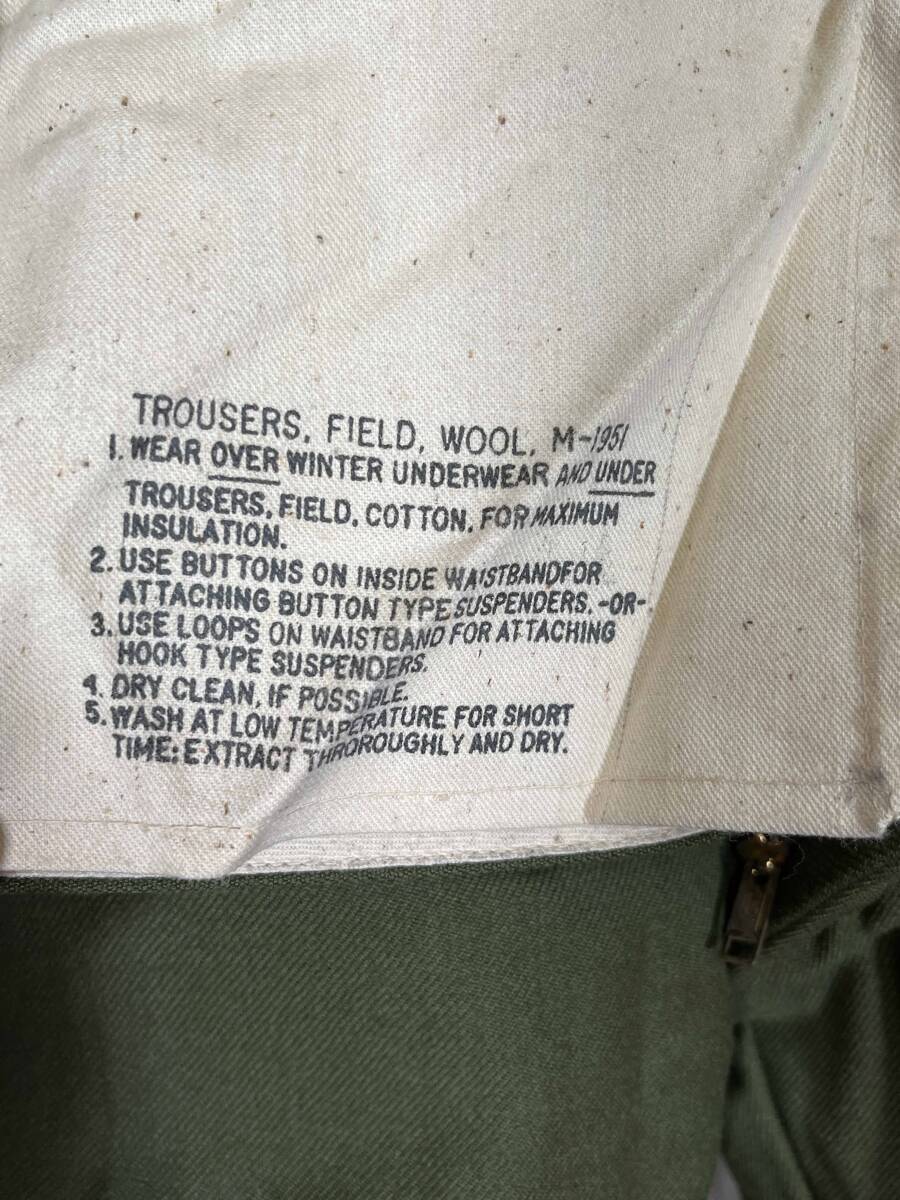 TROUSERS, FIELD, WOOL, M-1951
1. WEAR OVER WINTER UNDERWEAR AND UNDER
TROUSERS, FIELD, COTTON, FOR MAXIMUM
INSULATION.
2. USE BUTTONS ON INSIDE WAISTBANDFOR
ATTACHING BUTTON TYPE SUSPENDERS, -OR-
3. USE LOOPS ON WAISTBAND FOR ATTACHING
HOOK TYPE SUSPENDERS.
4. DRY CLEAN, IF POSSIBLE.
5. WASH AT LOW TEMPERATURE FOR SHORT
TIME: EXTRACT THROROUGHLY AND DRY.